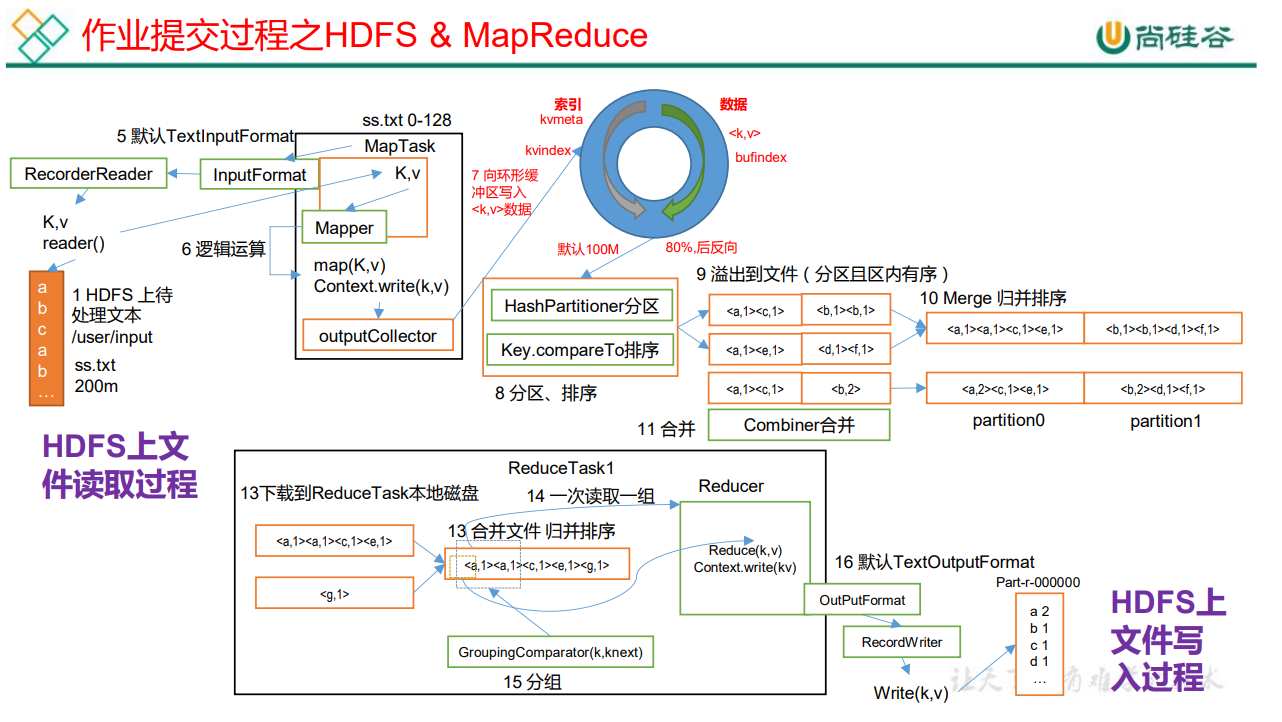 作业提交过程之HDFS & MapReduce
尚硅谷
5 默认TextInputFormat
ss.txt 0-128
MapTask
RecorderReader
InputFormat
K,v
K,v
reader()
Mapper
6 逻辑运算
map(K,v)
Context.write(k,v)
outputCollector
a
b
c
a
b
…
1 HDFS 上待
处理文本
/user/input
ss.txt
200m
HDFS上文
件读取过程
索引
kvmeta
kvindex
数据
<k,v>
bufindex
7 向环形缓
冲区写入
<k,v>数据
默认100M
80%,后反向
HashPartitioner分区
Key.compareTo排序
8 分区、排序
9 溢出到文件（分区且区内有序）
<a,1><c,1>
<b,1><b,1>
<a,1><e,1>
<d,1><f,1>
<a,1><c,1>
<b,2>
11 合并
Combiner合并
10 Merge 归并排序
<a,1><a,1><c,1><e,1>
<b,1><b,1><d,1><f,1>
<a,2><c,1><e,1>
<b,2><d,1><f,1>
partition0
partition1
ReduceTask1
13下载到ReduceTask本地磁盘
<a,1><a,1><c,1><e,1>
<g,1>
13 合并文件 归并排序
<a,1><a,1><c,1><e,1><g,1>
14 一次读取一组
GroupingComparator(k,knext)
15 分组
Reducer
Reduce(k,v)
Context.write(kv)
16 默认TextOutputFormat
OutPutFormat
RecordWriter
Write(k,v)
Part-r-000000
a 2
b 1
c 1
d 1
…
HDFS上
文件写
入过程
让天
有难
术